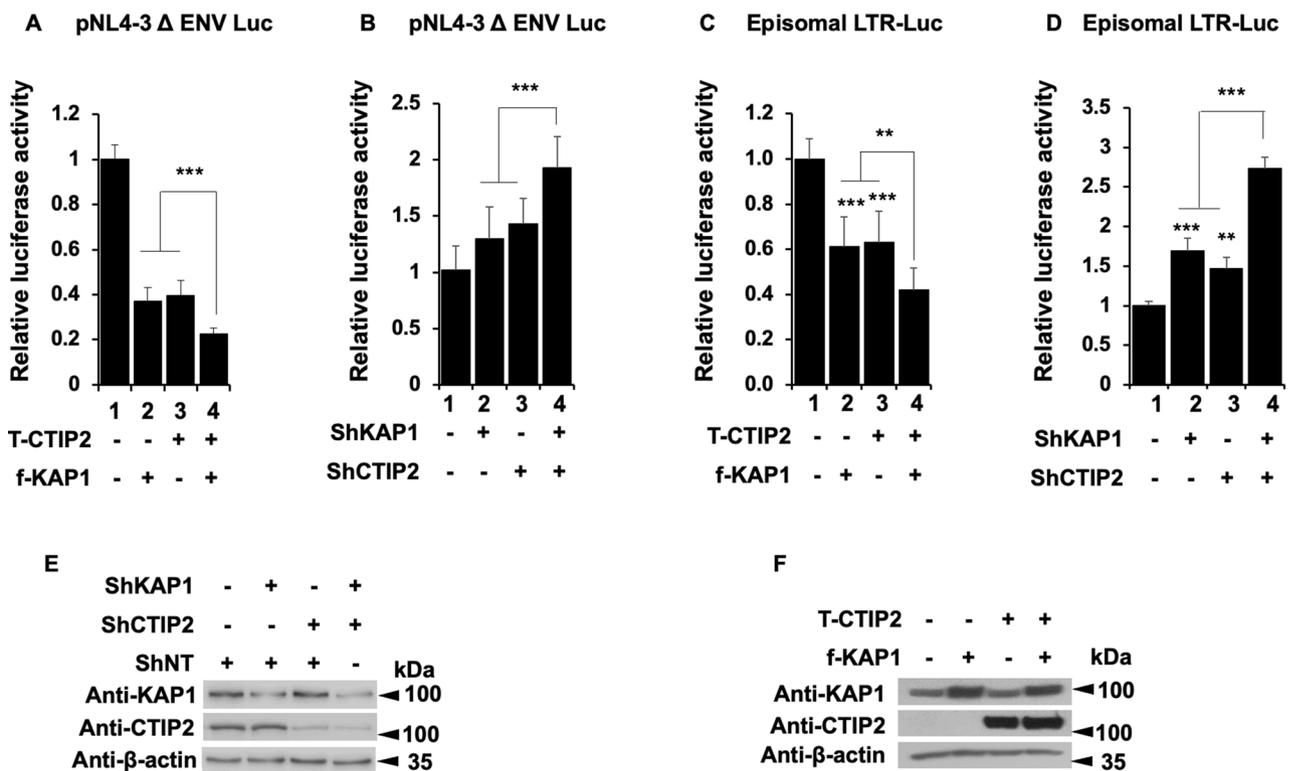 A pNL4-3 Δ ENV Luc
Relative luciferase activity
1.2
1
0.8
0.6
0.4
0.2
0
***
1 2 3 4
T-CTIP2 - - + +
f-KAP1 - + - +
B pNL4-3 Δ ENV Luc
Relative luciferase activity
2.5
2
1.5
1
0.5
0
***
1 2 3 4
ShKAP1 - + - +
ShCTIP2 - - + +
C Episomal LTR-Luc
Relative luciferase activity
1.2
1.0
0.8
0.6
0.4
0.2
0.0
**
*** ***
1 2 3 4
T-CTIP2 - - + +
f-KAP1 - + - +
D Episomal LTR-Luc
Relative luciferase activity
3.5
3
2.5
2
1.5
1
0.5
0
***
*** **
1 2 3 4
ShKAP1 - + - +
ShCTIP2 - - + +
E
ShKAP1 - + - +
ShCTIP2 - - + +
ShNT + + + -
kDa
Anti-KAP1 100
Anti-CTIP2 100
Anti-β-actin 35
F
T-CTIP2 - - + +
f-KAP1 - + - + kDa
Anti-KAP1 100
Anti-CTIP2 100
Anti-β-actin 35